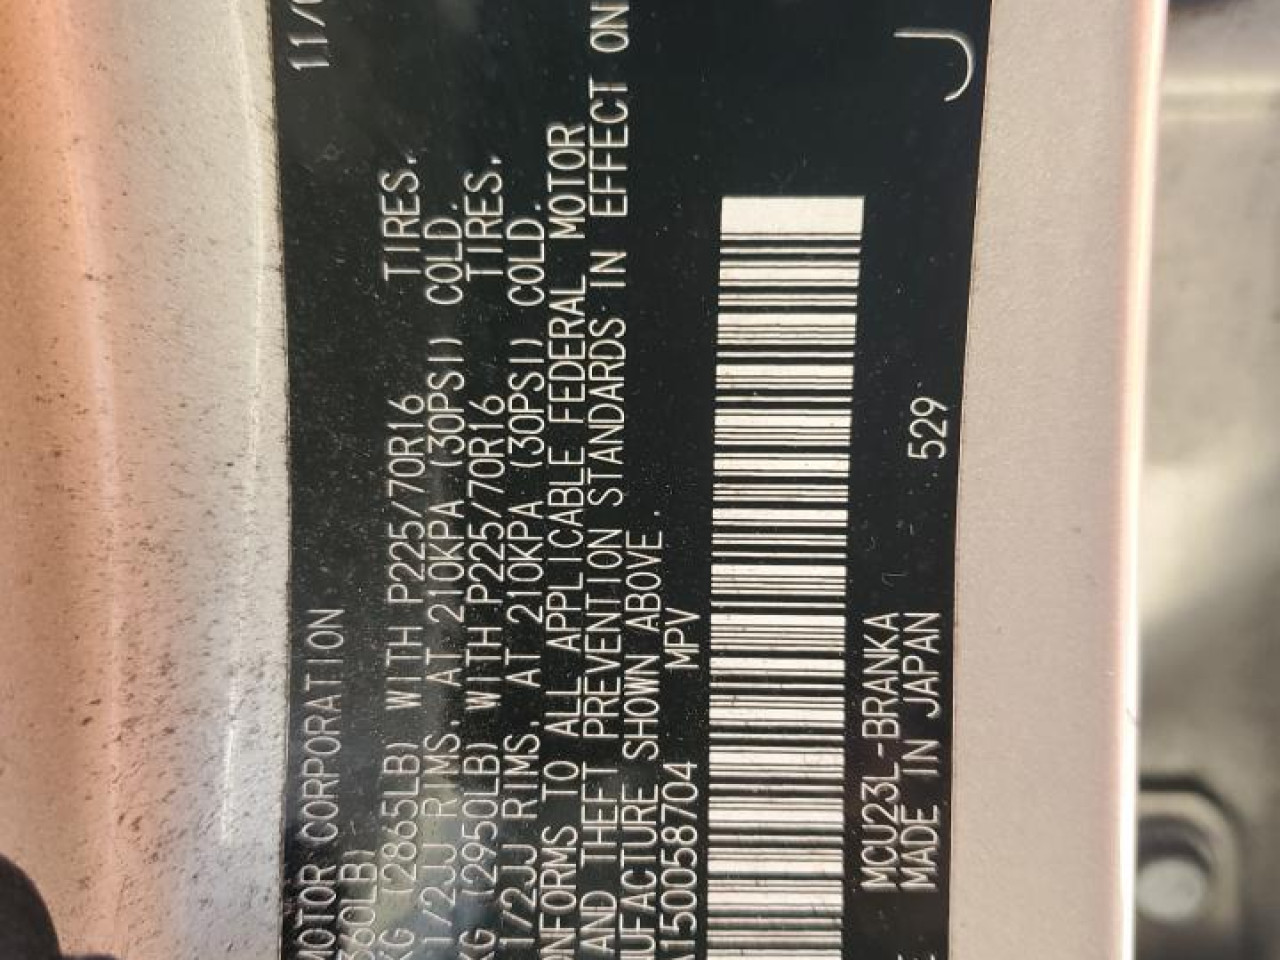 MOTOR CORPORATION 11/0
360LB)
KG (2865LB) WITH P225/70R16 TIRES,
1/2JJ RIMS, AT 210KPA (30PSI) COLD.
KG (2950LB) WITH P225/70R16 TIRES,
1/2JJ RIMS, AT 210KPA (30PSI) COLD.
ONFORMS TO ALL APPLICABLE FEDERAL MOTOR
AND THEFT PREVENTION STANDARDS IN EFFECT ON
NUFACTURE SHOWN ABOVE.
A150058704 MPV
MCU23L-BRANKA
MADE IN JAPAN 529
J